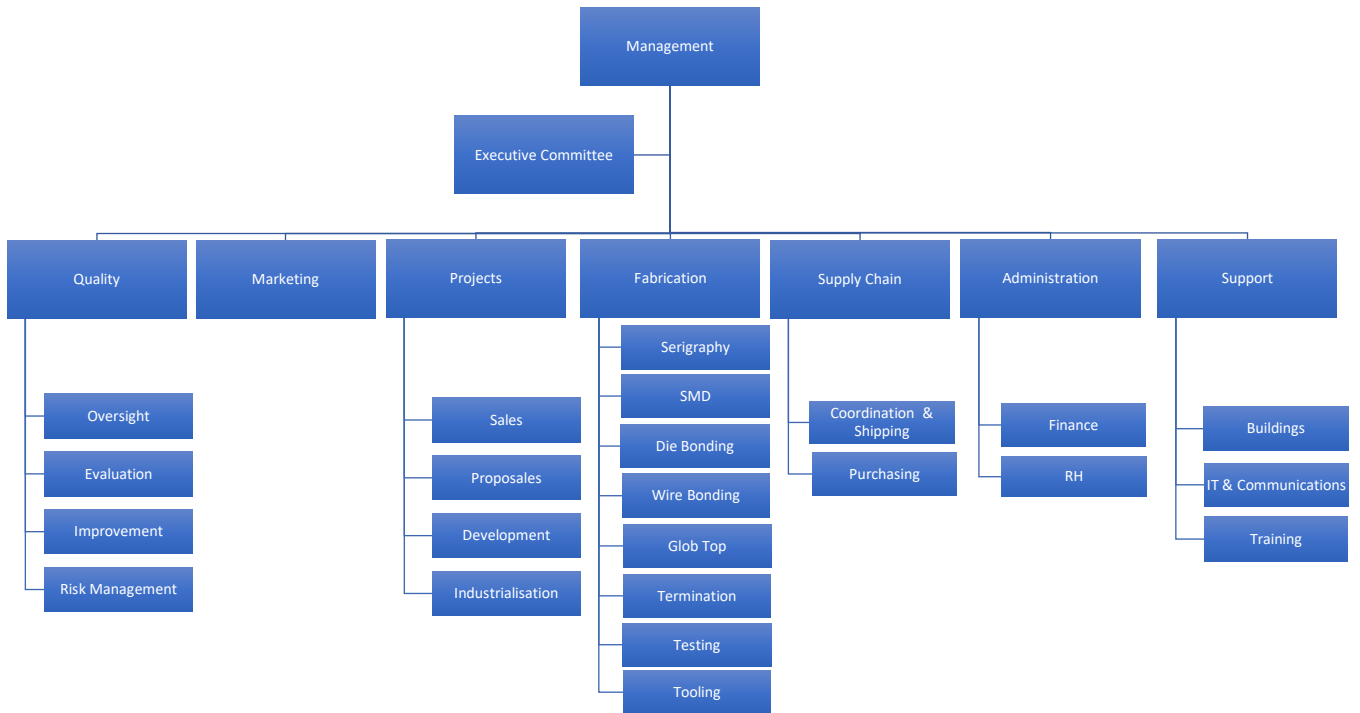 Management
Executive Committee
Quality
Marketing
Projects
Fabrication
Supply Chain
Administration
Support
Oversight
Evaluation
Improvement
Risk Management
Sales
Proposales
Development
Industrialisation
Serigraphy
SMD
Die Bonding
Wire Bonding
Glob Top
Termination
Testing
Tooling
Coordination &
Shipping
Purchasing
Finance
RH
Buildings
IT & Communications
Training